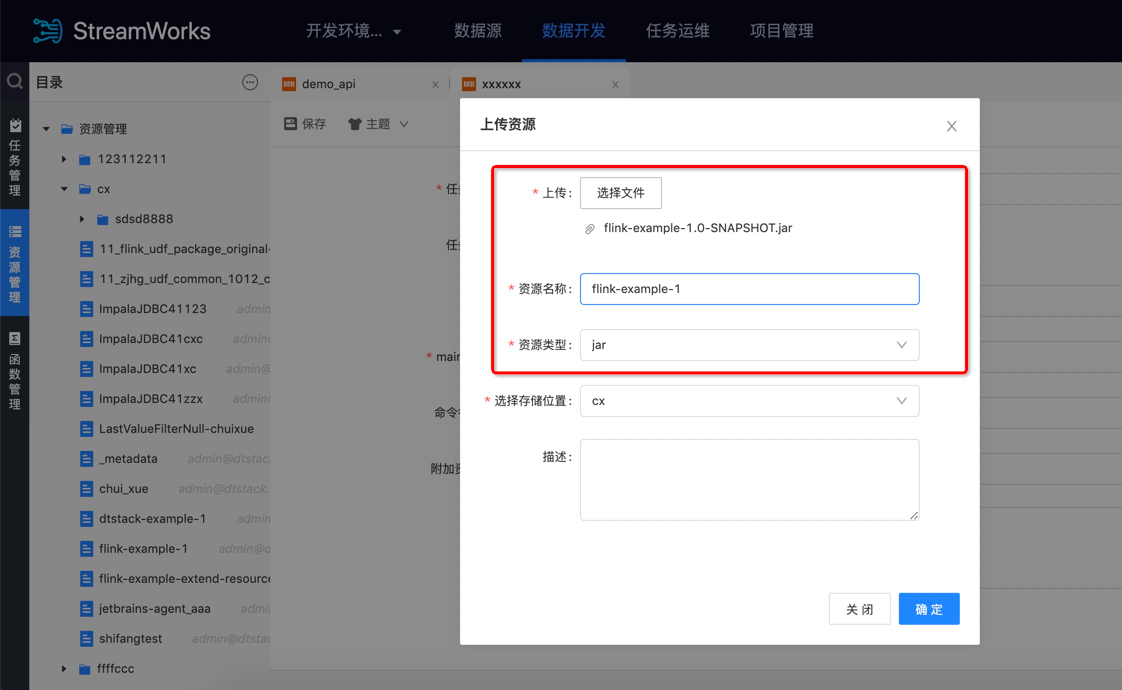 StreamWorks
开发环境... 数据源 数据开发 任务运维 项目管理
目录
demo_api x
xxxxxx x
保存 主题
任务管理
资源管理
函数管理
资源管理
123112211
cx
sdsd8888
11_flink_udf_package_original-
11_zjhg_udf_common_1012_c
ImpalaJDBC41123 admin
ImpalaJDBC41cxc admin
ImpalaJDBC41xc admin@
ImpalaJDBC41zzx admin
LastValueFilterNull-chuixue
_metadata admin@dtstac
chui_xue admin@dtstack.
dtstack-example-1 admin
flink-example-1 admin@
flink-example-extend-resource
jetbrains-agent_aaa admi
shifangtest admin@dtstac
ffffccc
* 任
任
* main
命令
附加资
上传资源
* 上传: 选择文件
flink-example-1.0-SNAPSHOT.jar
* 资源名称: flink-example-1
* 资源类型: jar
* 选择存储位置: cx
描述:
关 闭 确 定